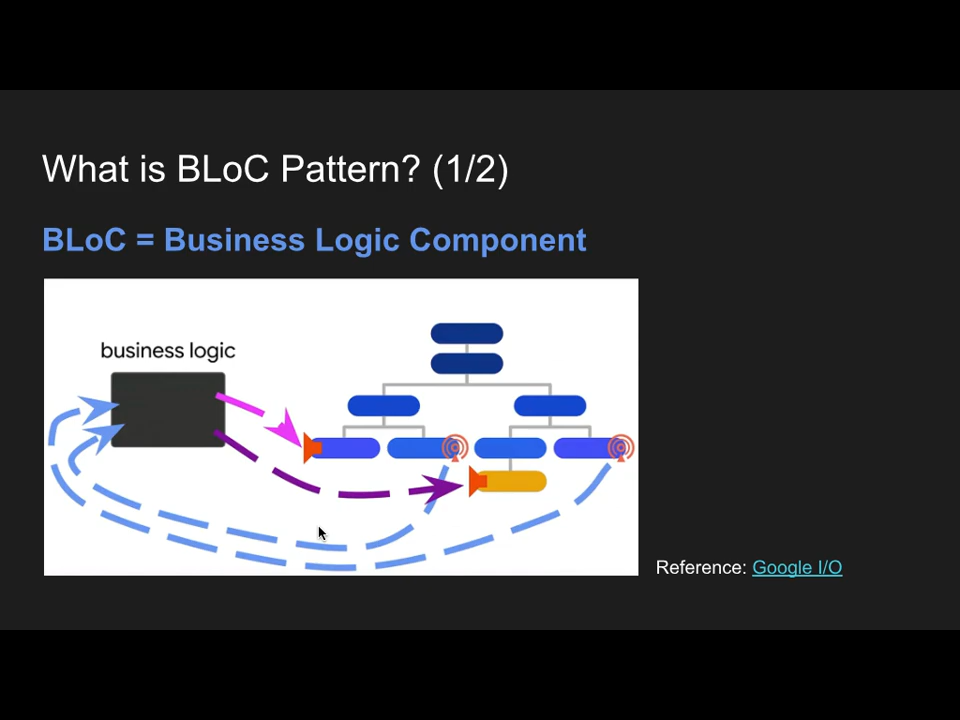 What is BLoC Pattern? (1/2)
BLoC = Business Logic Component
business logic
Reference: Google I/O